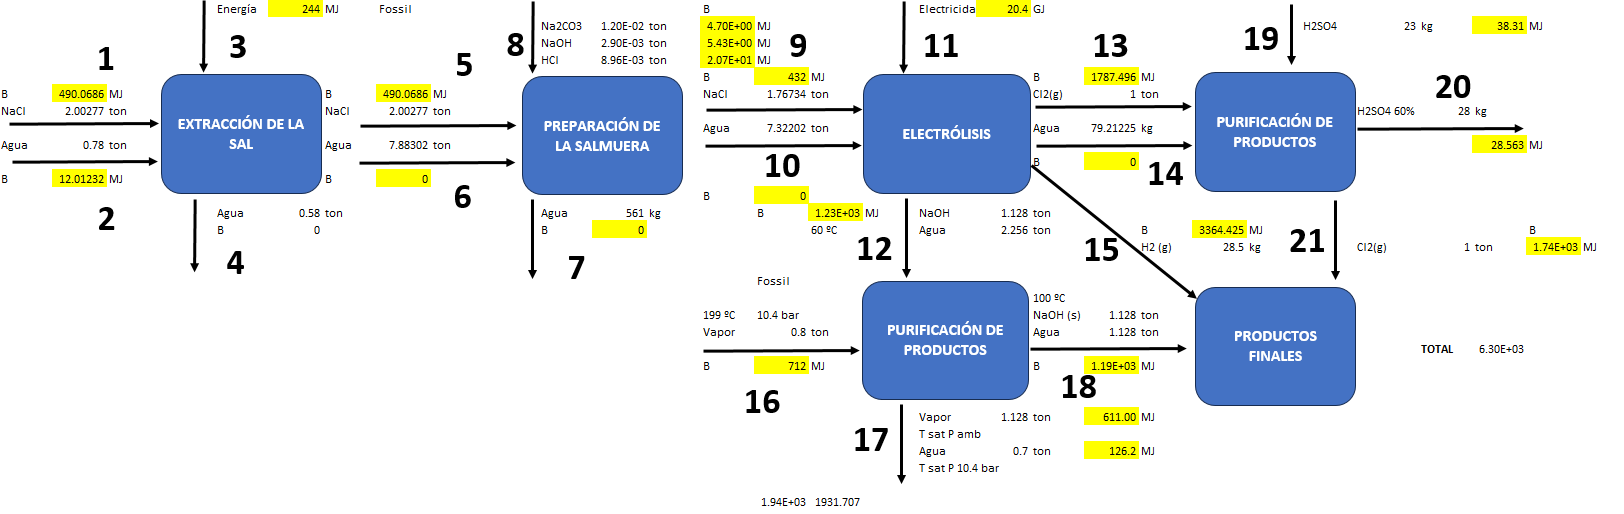 Energía 244 MJ Fossil
1
3
B 490.0686 MJ
NaCl 2.00277 ton
Agua 0.78 ton
B 12.01232 MJ
2
EXTRACCIÓN DE LA SAL
Agua 0.58 ton
B 0
4
5
B 490.0686 MJ
NaCl 2.00277 ton
Agua 7.88302 ton
B 0
6
8
Na2CO3 1.20E-02 ton
NaOH 2.90E-03 ton
HCl 8.96E-03 ton
B
4.70E+00 MJ
5.43E+00 MJ
2.07E+01 MJ
PREPARACIÓN DE LA SALMUERA
Agua 561 kg
B 0
7
9
B 432 MJ
NaCl 1.76734 ton
Agua 7.32202 ton
10
B 0
Electricida 20.4 GJ
11
ELECTRÓLISIS
B 1.23E+03 MJ
60 ºC
NaOH 1.128 ton
Agua 2.256 ton
12
13
B 1787.496 MJ
Cl2(g) 1 ton
Agua 79.21225 kg
B 0
14
15
B 3364.425 MJ
H2 (g) 28.5 kg
19
H2SO4 23 kg 38.31 MJ
PURIFICACIÓN DE PRODUCTOS
20
H2SO4 60% 28 kg
28.563 MJ
21
B
Cl2(g) 1 ton 1.74E+03 MJ
Fossil
199 ºC 10.4 bar
Vapor 0.8 ton
B 712 MJ
16
PURIFICACIÓN DE PRODUCTOS
100 ºC
NaOH (s) 1.128 ton
Agua 1.128 ton
B 1.19E+03 MJ
18
17
Vapor 1.128 ton 611.00 MJ
T sat P amb
Agua 0.7 ton 126.2 MJ
T sat P 10.4 bar
PRODUCTOS FINALES
TOTAL 6.30E+03
1.94E+03 1931.707